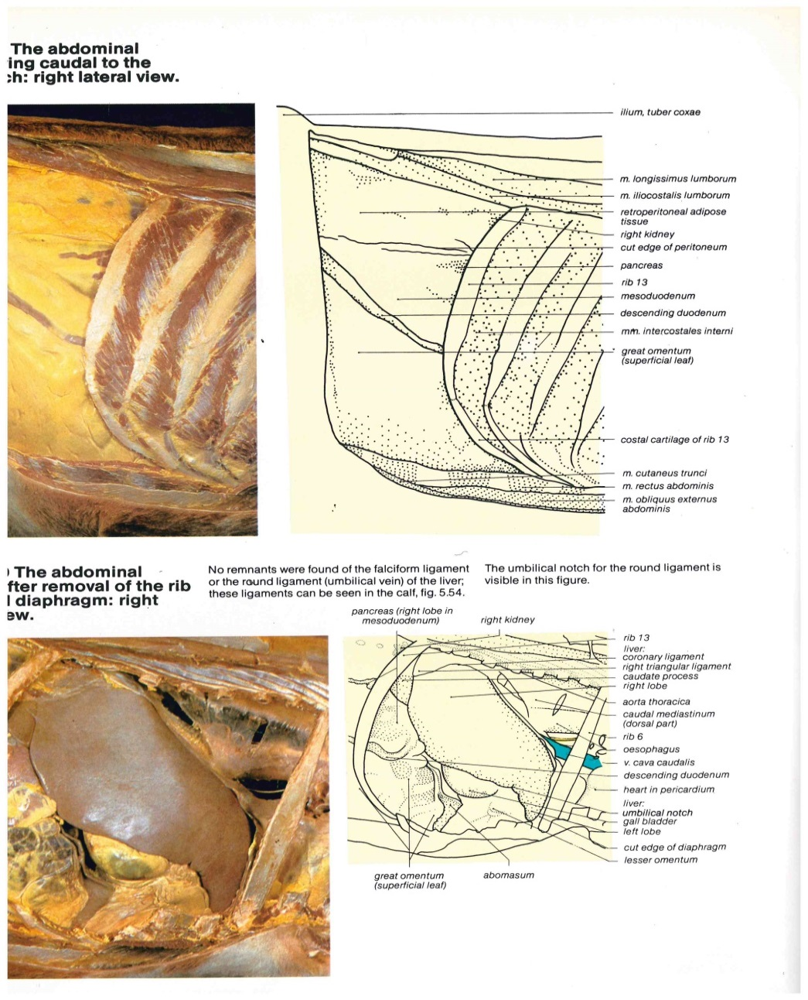 The abdominal
ing caudal to the
ch: right lateral view.
ilium, tuber coxae
m. longissimus lumborum
m. iliocostalis lumborum
retroperitoneal adipose
tissue
right kidney
cut edge of peritoneum
pancreas
rib 13
mesoduodenum
descending duodenum
mm. intercostales interni
great omentum
(superficial leaf)
costal cartilage of rib 13
m. cutaneus trunci
m. rectus abdominis
m. obliquus externus
abdominis
) The abdominal
fter removal of the rib
l diaphragm: right
ew.
No remnants were found of the falciform ligament
or the round ligament (umbilical vein) of the liver;
these ligaments can be seen in the calf, fig. 5.54.
The umbilical notch for the round ligament is
visible in this figure.
pancreas (right lobe in
mesoduodenum)
right kidney
rib 13
liver:
coronary ligament
right triangular ligament
caudate process
right lobe
aorta thoracica
caudal mediastinum
(dorsal part)
rib 6
oesophagus
v. cava caudalis
descending duodenum
heart in pericardium
liver:
umbilical notch
gall bladder
left lobe
cut edge of diaphragm
lesser omentum
great omentum
(superficial leaf)
abomasum